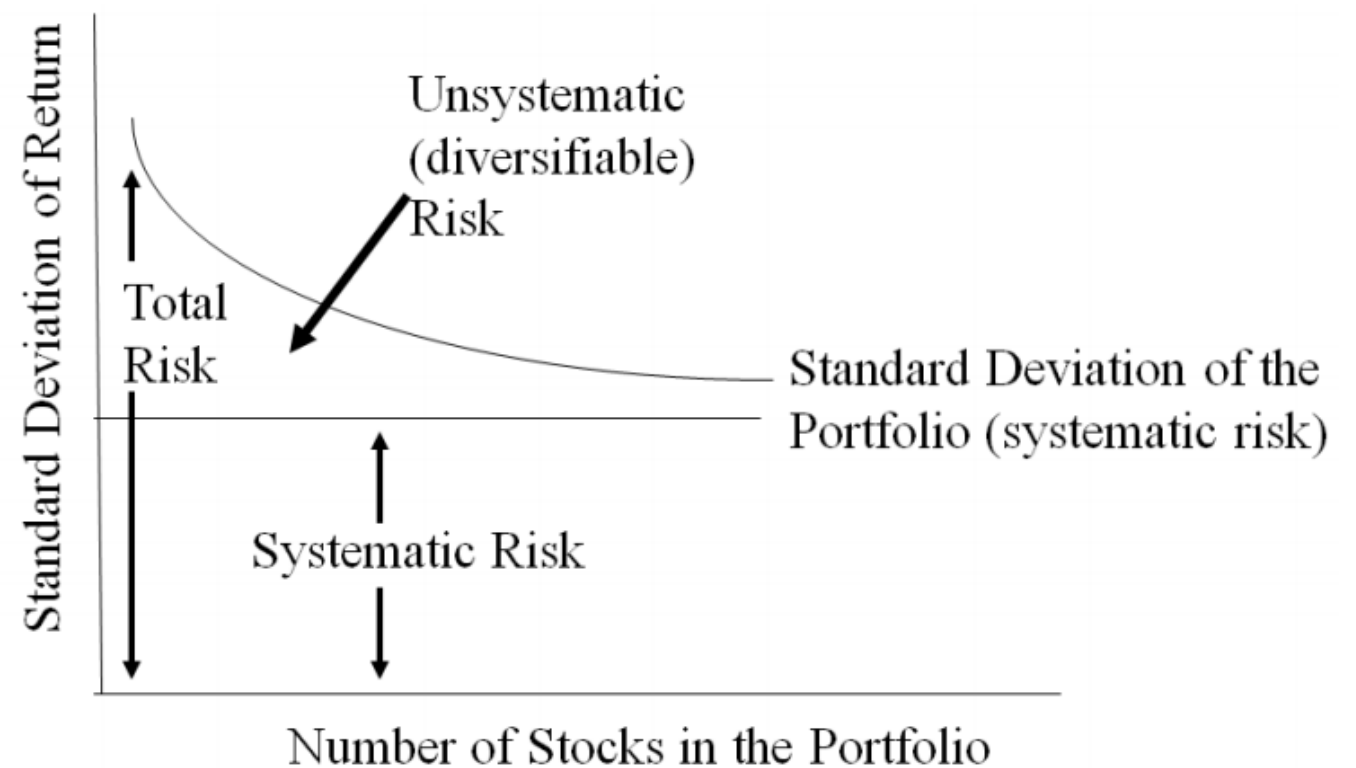 Standard Deviation of Return
Unsystematic
(diversifiable)
Risk
Total
Risk
Standard Deviation of the
Portfolio (systematic risk)
Systematic Risk
Number of Stocks in the Portfolio